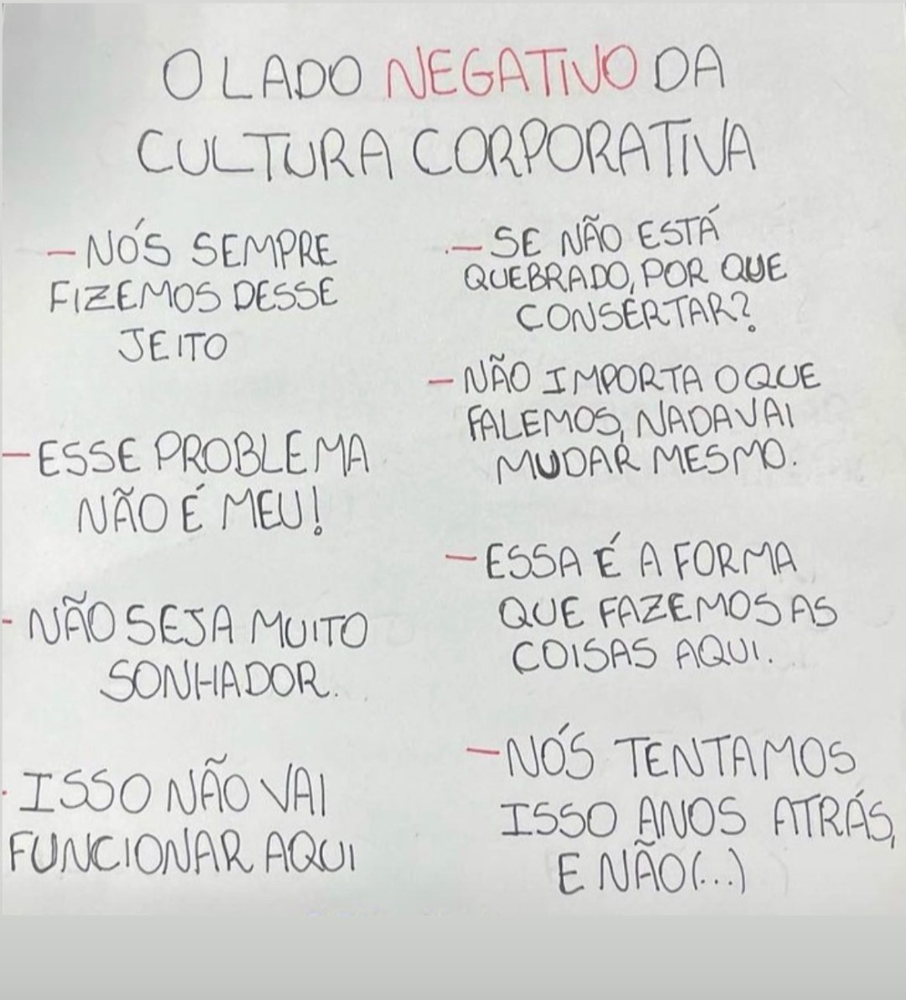 O LADO NEGATIVO DA
CULTURA CORPORATIVA
- NÓS SEMPRE
FIZEMOS DESSE
JEITO
- ESSE PROBLEMA
NÃO É MEU!
- NÃO SEJA MUITO
SONHADOR.
- ISSO NÃO VAI
FUNCIONAR AQUI
- SE NÃO ESTÁ
QUEBRADO, POR QUE
CONSERTAR?
- NÃO IMPORTA O QUE
FALEMOS, NADA VAI
MUDAR MESMO.
- ESSA É A FORMA
QUE FAZEMOS AS
COISAS AQUI.
- NÓS TENTAMOS
ISSO ANOS ATRÁS,
E NÃO (...)